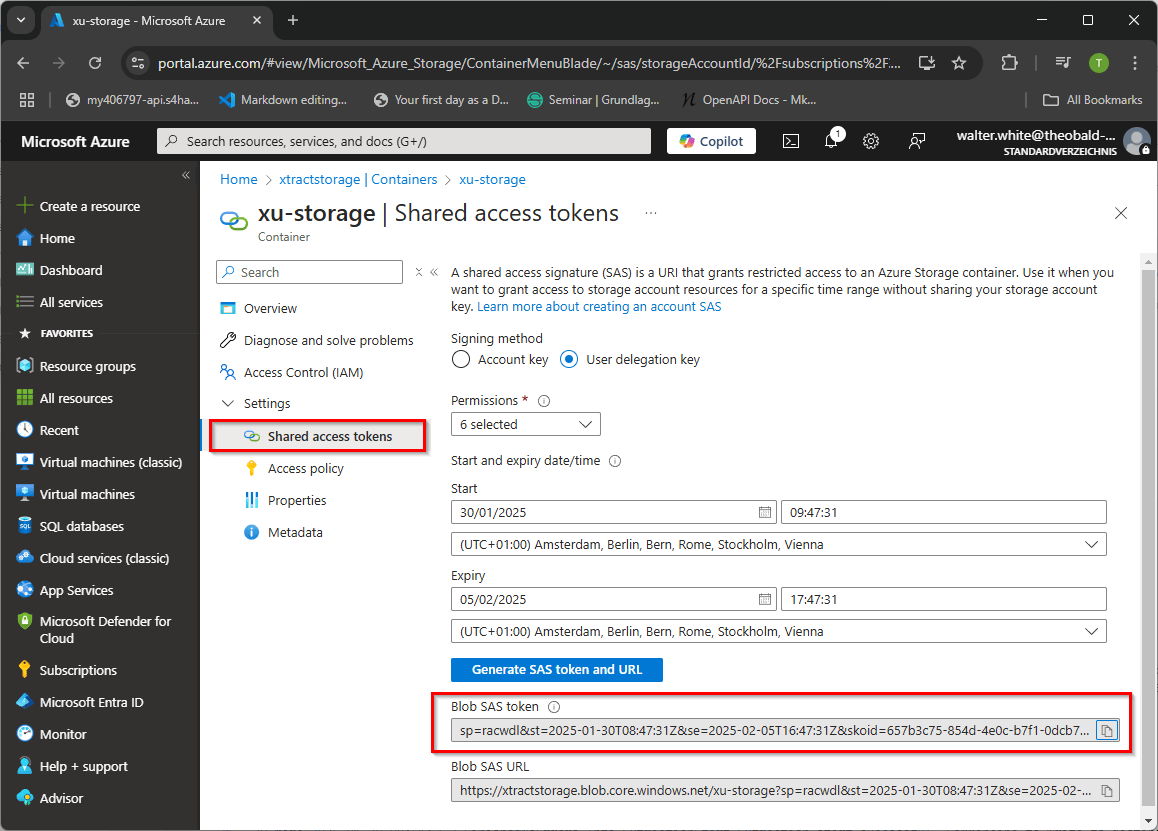 xu-storage - Microsoft Azure
portal.azure.com/#view/Microsoft_Azure_Storage/ContainerMenuBlade/~/sas/storageAccountId/%2Fsubscriptions%2F...
T
my406797-api.s4ha...
Markdown editing...
Your first day as a D...
Seminar | Grundlag...
OpenAPI Docs - Mk...
All Bookmarks
Microsoft Azure
Search resources, services, and docs (G+/)
Copilot
1
walter.white@theobald-...
STANDARDVERZEICHNIS
Create a resource
Home
Dashboard
All services
FAVORITES
Resource groups
All resources
Recent
Virtual machines (classic)
Virtual machines
SQL databases
Cloud services (classic)
App Services
Microsoft Defender for
Cloud
Subscriptions
Microsoft Entra ID
Monitor
Help + support
Advisor
Home > xtractstorage | Containers > xu-storage
xu-storage | Shared access tokens ...
Container
Search
Overview
Diagnose and solve problems
Access Control (IAM)
Settings
Shared access tokens
Access policy
Properties
Metadata
A shared access signature (SAS) is a URI that grants restricted access to an Azure Storage container. Use it when you
want to grant access to storage account resources for a specific time range without sharing your storage account
key. Learn more about creating an account SAS
Signing method
Account key User delegation key
Permissions *
6 selected
Start and expiry date/time
Start
30/01/2025 09:47:31
(UTC+01:00) Amsterdam, Berlin, Bern, Rome, Stockholm, Vienna
Expiry
05/02/2025 17:47:31
(UTC+01:00) Amsterdam, Berlin, Bern, Rome, Stockholm, Vienna
Generate SAS token and URL
Blob SAS token
sp=racwdl&st=2025-01-30T08:47:31Z&se=2025-02-05T16:47:31Z&skoid=657b3c75-854d-4e0c-b7f1-0dcb7...
Blob SAS URL
https://xtractstorage.blob.core.windows.net/xu-storage?sp=racwdl&st=2025-01-30T08:47:31Z&se=2025-02-...